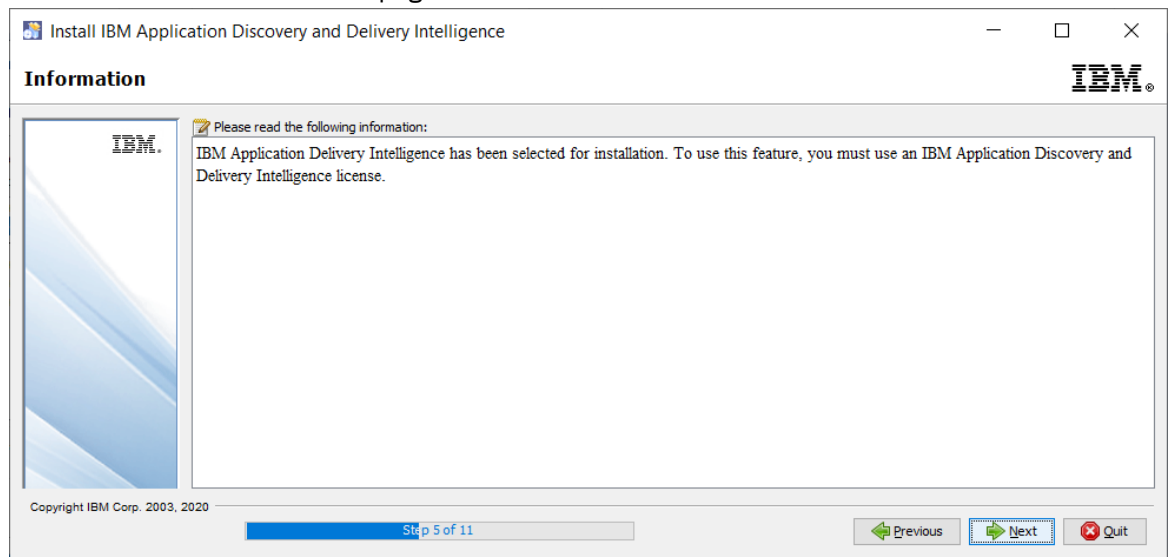 Install IBM Application Discovery and Delivery Intelligence
Information
IBM®
IBM.
Please read the following information:
IBM Application Delivery Intelligence has been selected for installation. To use this feature, you must use an IBM Application Discovery and
Delivery Intelligence license.
Copyright IBM Corp. 2003, 2020
Step 5 of 11
Previous
Next
Quit